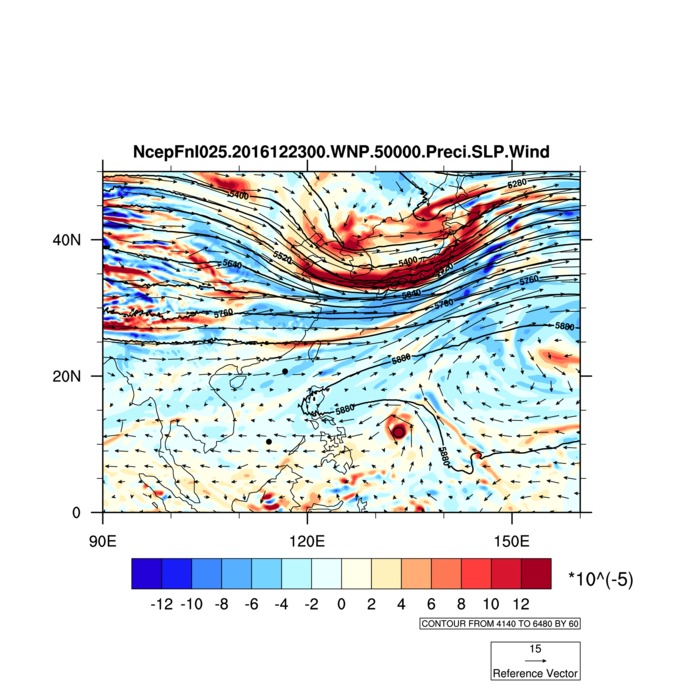 NcepFnl025.2016122300.WNP.50000.Preci.SLP.Wind
5280
5400
40N
5520
5640
5400
5640
5760
5760
5760
5880
5880
20N
5880
5880
0
90E 120E 150E
-12 -10 -8 -6 -4 -2 0 2 4 6 8 10 12
*10^(-5)
CONTOUR FROM 4140 TO 6480 BY 60
15
Reference Vector